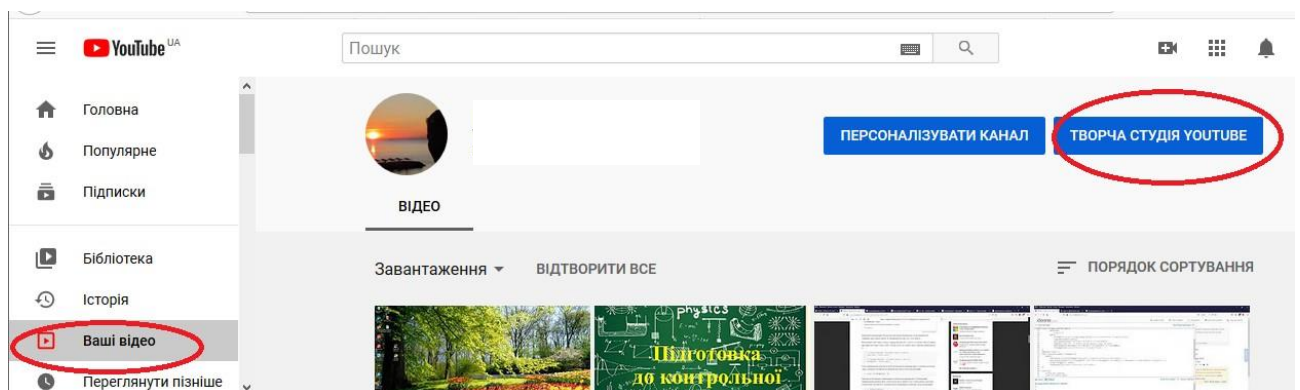 YouTube UA
Пошук
Головна
Популярне
Підписки
Бібліотека
Історія
Ваші відео
Переглянути пізніше
ПЕРСОНАЛІЗУВАТИ КАНАЛ
ТВОРЧА СТУДІЯ YOUTUBE
ВІДЕО
Завантаження
ВІДТВОРИТИ ВСЕ
ПОРЯДОК СОРТУВАННЯ
physics
Підготовка
до контрольної